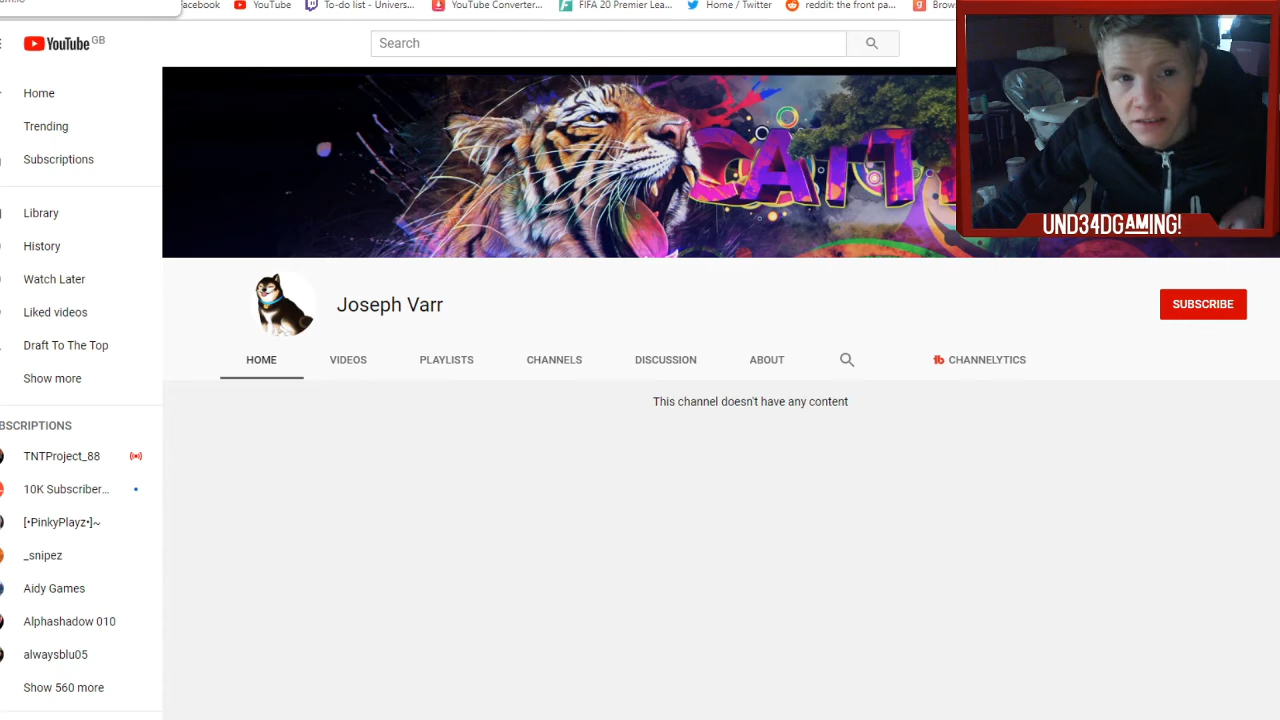 acebook YouTube To-do list - Univers... YouTube Converter... FIFA 20 Premier Lea... Home / Twitter reddit: the front pa... Brow
YouTube GB
Search
Home
Trending
Subscriptions
Library
History
Watch Later
Liked videos
Draft To The Top
Show more
BSCRIPTIONS
TNTProject_88
10K Subscriber...
[•PinkyPlayz•]~
_snipez
Aidy Games
Alphashadow 010
alwaysblu05
Show 560 more
UND34DGAMING!
Joseph Varr
SUBSCRIBE
HOME VIDEOS PLAYLISTS CHANNELS DISCUSSION ABOUT CHANNELYTICS
This channel doesn't have any content